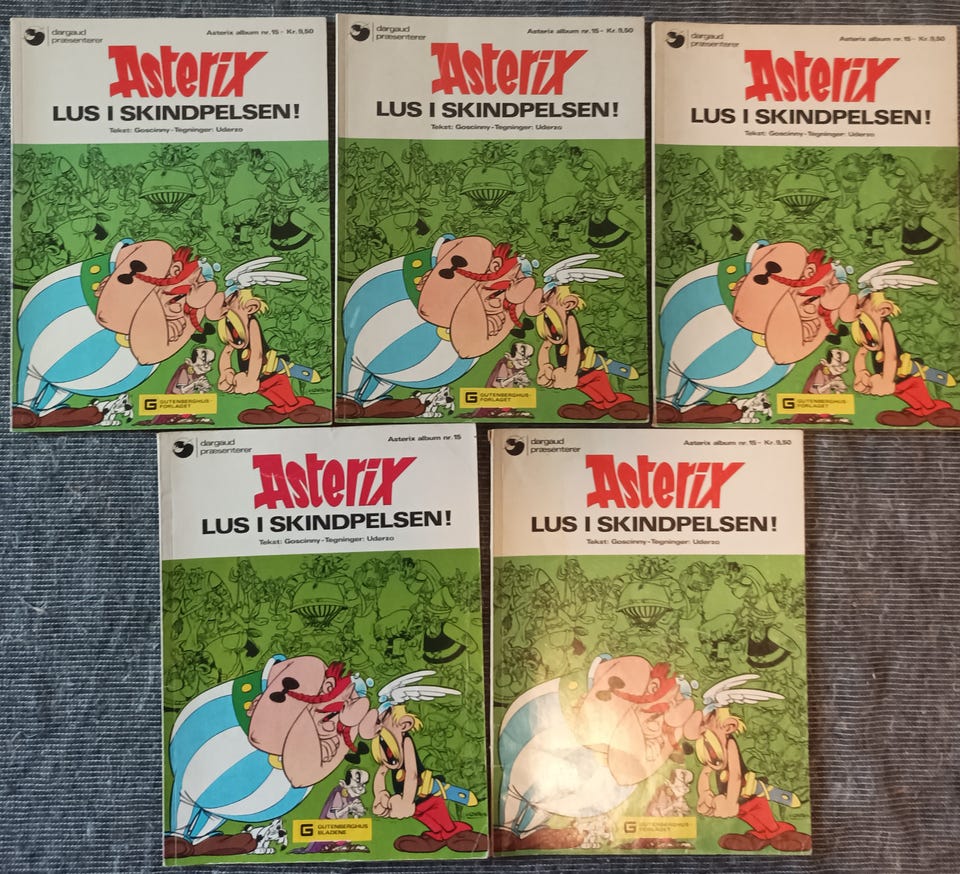 dargaud
præsenterer
Asterix album nr. 15 - Kr. 9,50
Asterix
LUS I SKINDPELSEN!
Tekst: Goscinny - Tegninger: Uderzo
G GUTENBERGHUS-
FORLAGET
dargaud
præsenterer
Asterix album nr. 15 - Kr. 9,50
Asterix
LUS I SKINDPELSEN!
Tekst: Goscinny - Tegninger: Uderzo
G GUTENBERGHUS-
FORLAGET
dargaud
præsenterer
Asterix album nr. 15 - Kr. 9,50
Asterix
LUS I SKINDPELSEN!
Tekst: Goscinny - Tegninger: Uderzo
G GUTENBERGHUS-
FORLAGET
dargaud
præsenterer
Asterix album nr. 15
Asterix
LUS I SKINDPELSEN!
Tekst: Goscinny - Tegninger: Uderzo
G GUTENBERGHUS
BLADENE
dargaud
præsenterer
Asterix album nr. 15 - Kr. 9,50
Asterix
LUS I SKINDPELSEN!
Tekst: Goscinny - Tegninger: Uderzo
G GUTENBERGHUS-
FORLAGET